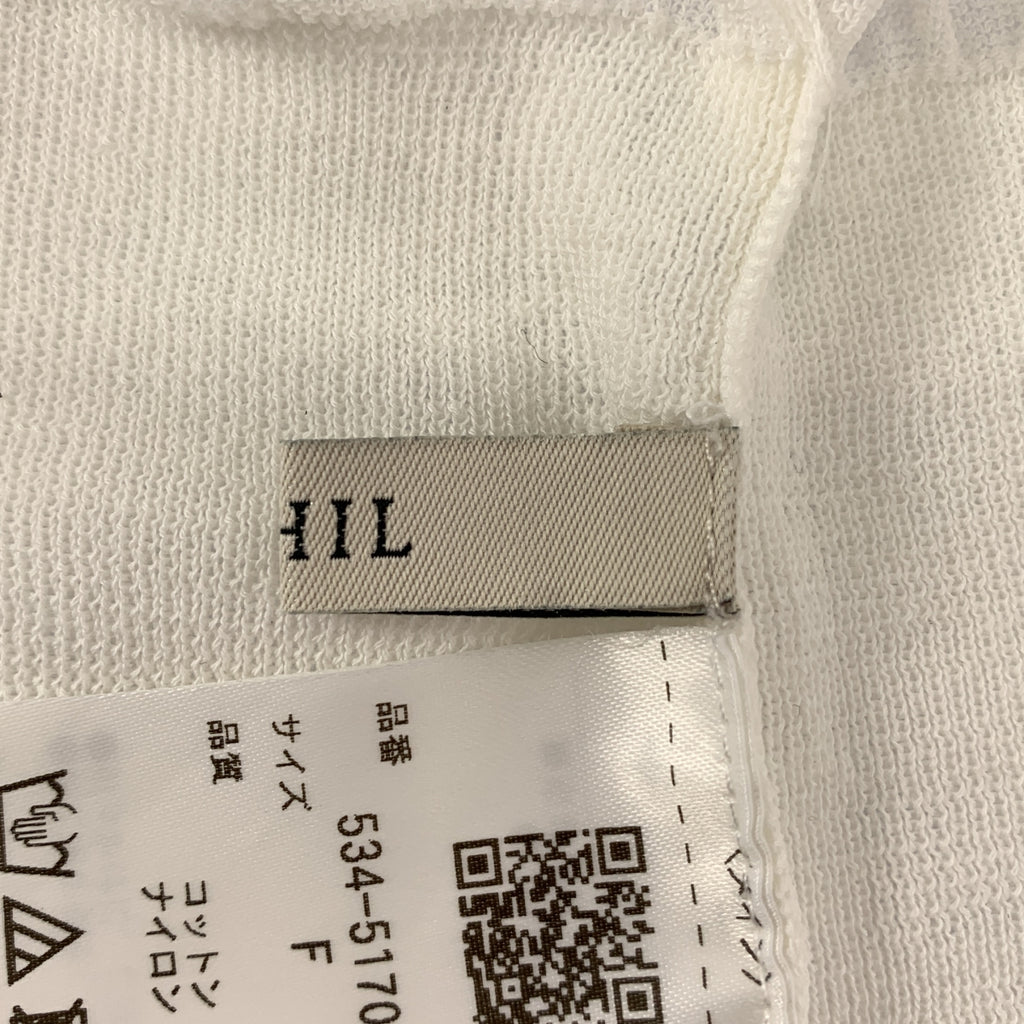 HIL
品番 534-5170
サイズ F
品質
コットン
ナイロン